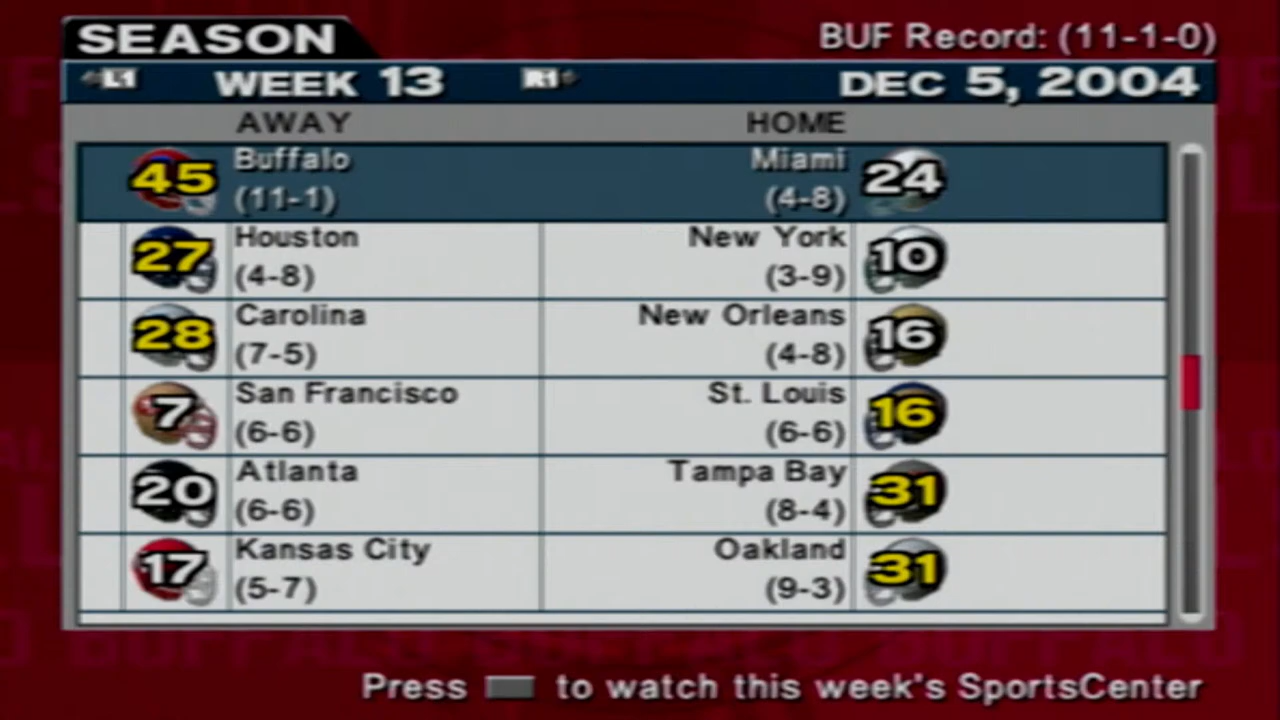 SEASON
BUF Record: (11-1-0)
L1 WEEK 13 R1 DEC 5, 2004
AWAY HOME
45 Buffalo Miami 24
(11-1) (4-8)
27 Houston New York 10
(4-8) (3-9)
28 Carolina New Orleans 16
(7-5) (4-8)
7 San Francisco St. Louis 16
(6-6) (6-6)
20 Atlanta Tampa Bay 31
(6-6) (8-4)
17 Kansas City Oakland 31
(5-7) (9-3)
BUFFALO BUFFALO BUFFALO
Press to watch this week's SportsCenter